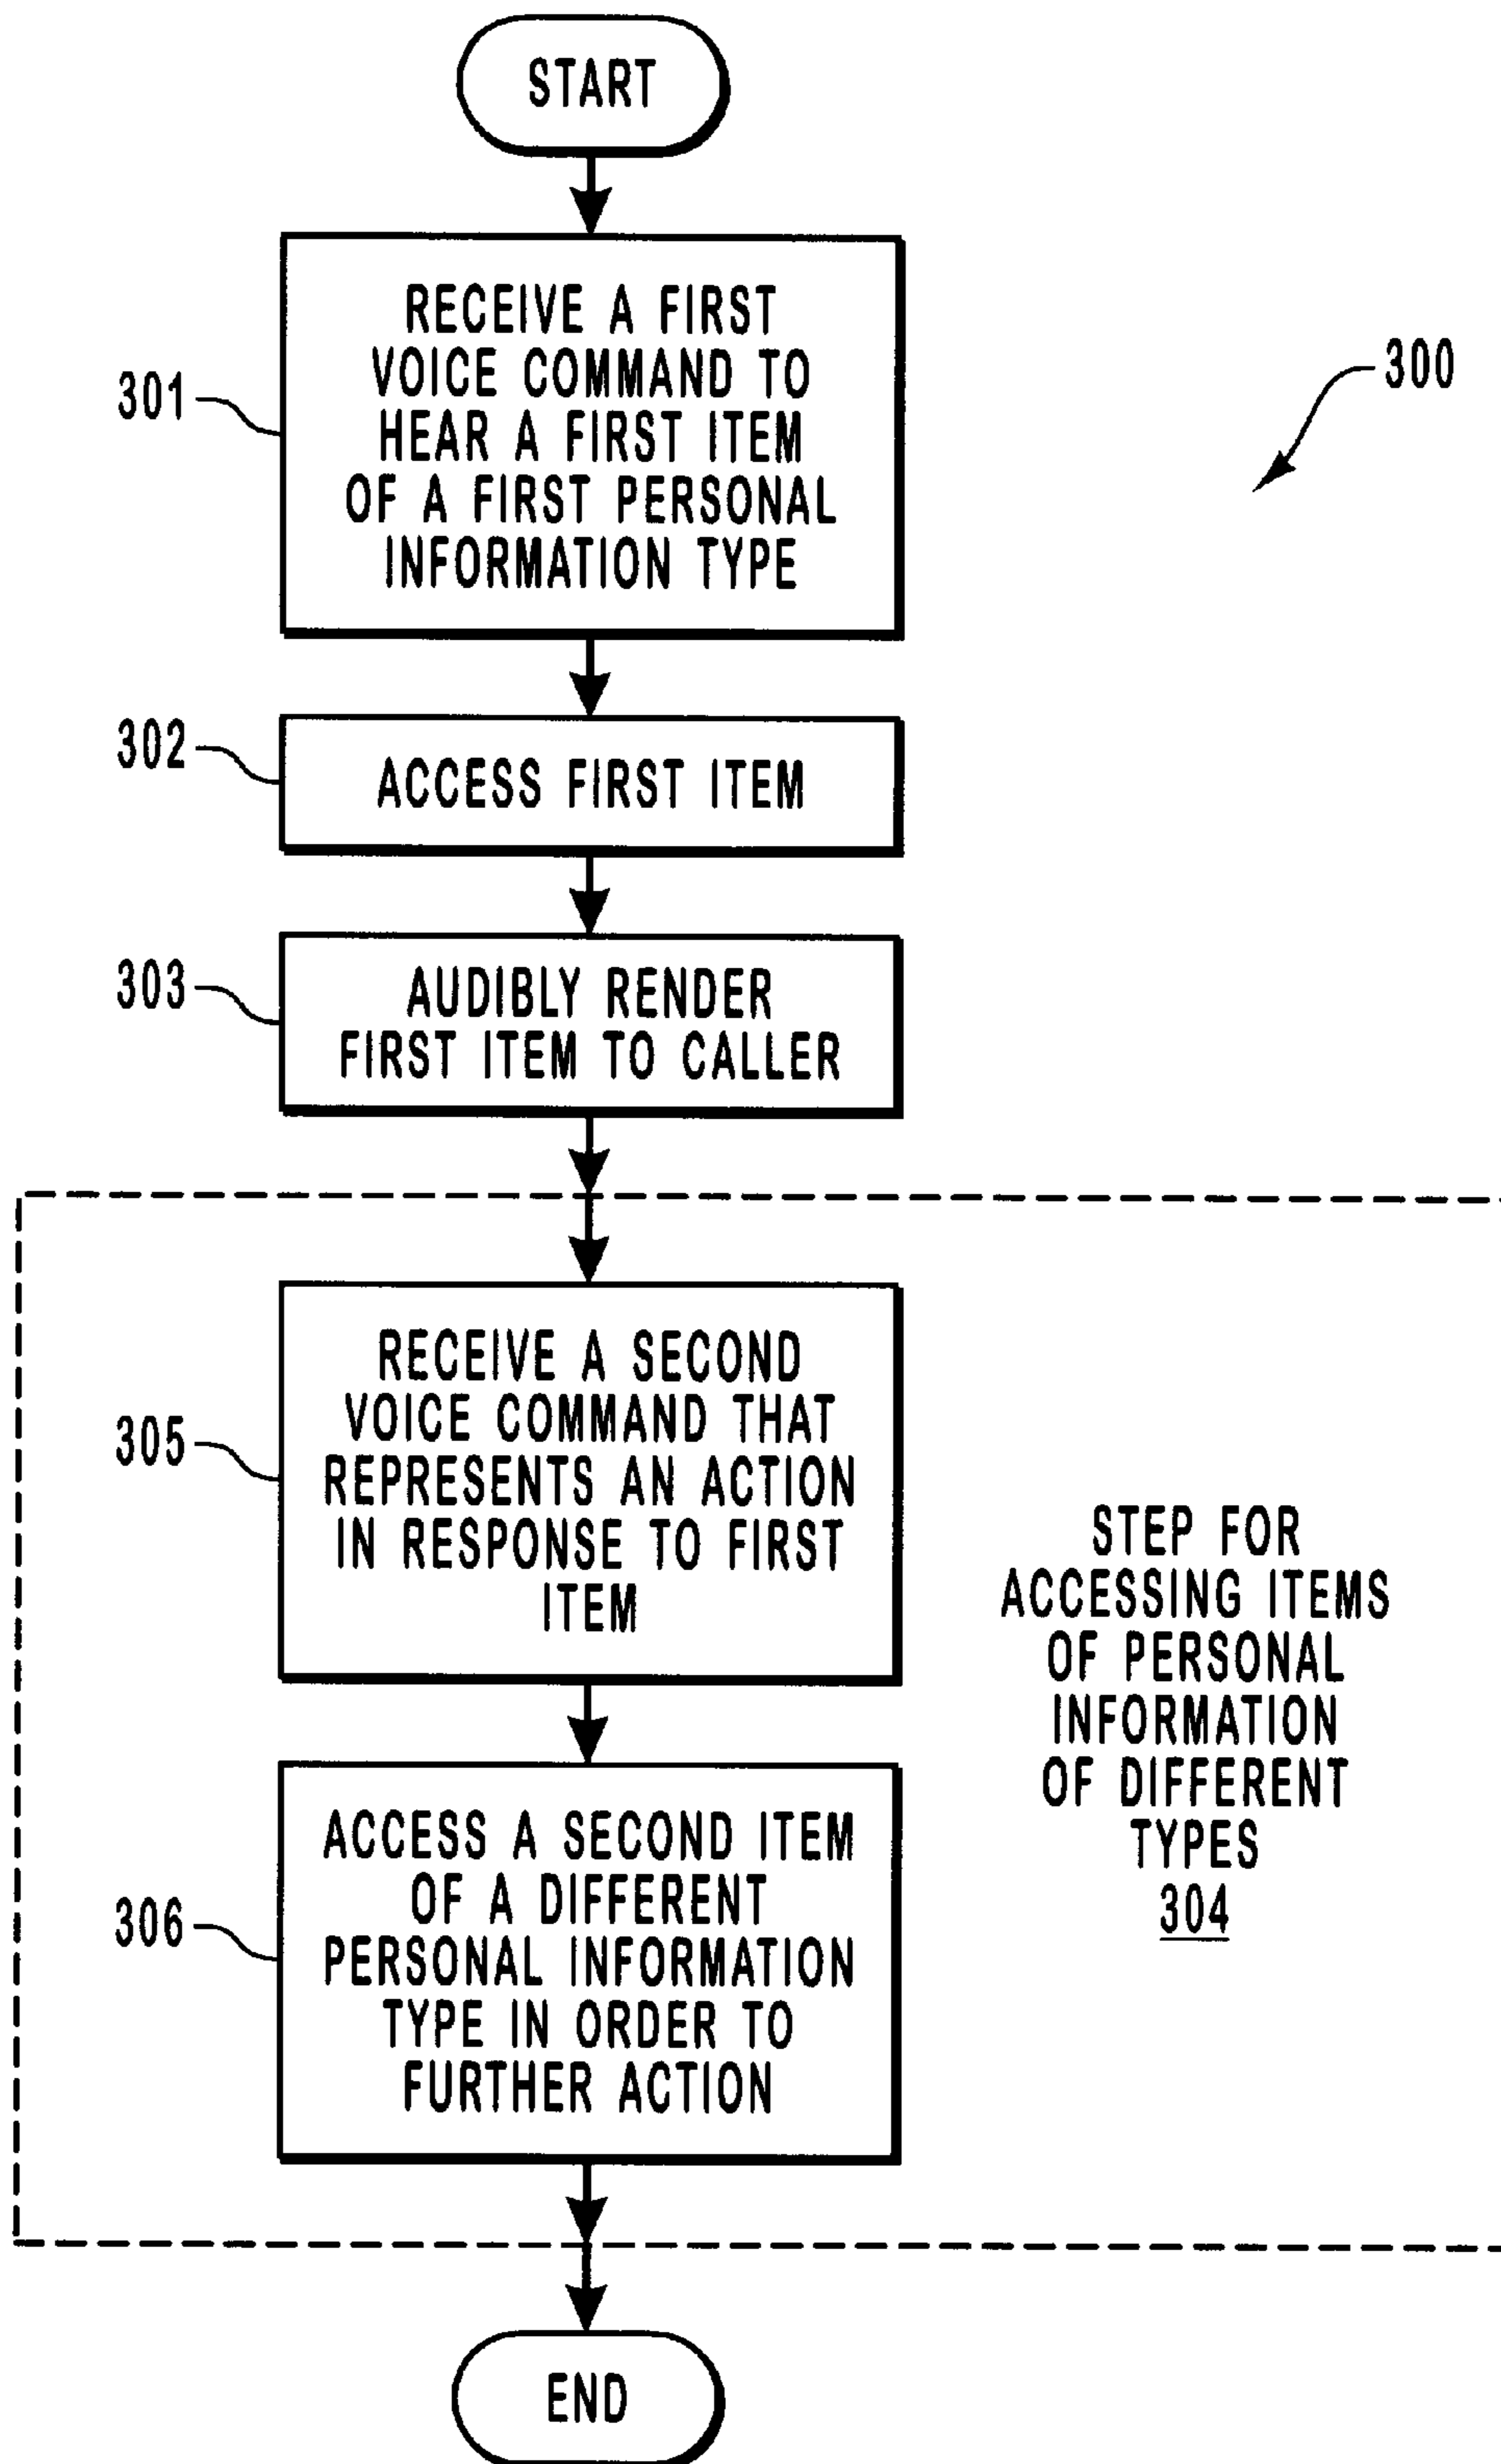 START
RECEIVE A FIRST
VOICE COMMAND TO
HEAR A FIRST ITEM
OF A FIRST PERSONAL
INFORMATION TYPE
301
300
302
ACCESS FIRST ITEM
303
AUDIBLY RENDER
FIRST ITEM TO CALLER
305
RECEIVE A SECOND
VOICE COMMAND THAT
REPRESENTS AN ACTION
IN RESPONSE TO FIRST
ITEM
STEP FOR
ACCESSING ITEMS
OF PERSONAL
INFORMATION
OF DIFFERENT
TYPES
304
306
ACCESS A SECOND ITEM
OF A DIFFERENT
PERSONAL INFORMATION
TYPE IN ORDER TO
FURTHER ACTION
END